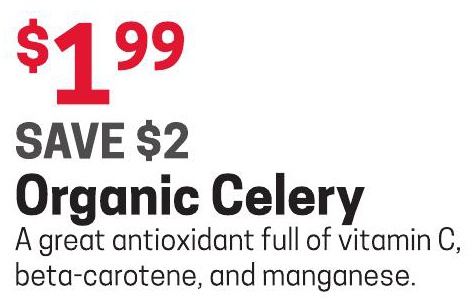 $1.99
SAVE $2
Organic Celery
A great antioxidant full of vitamin C,
beta-carotene, and manganese.